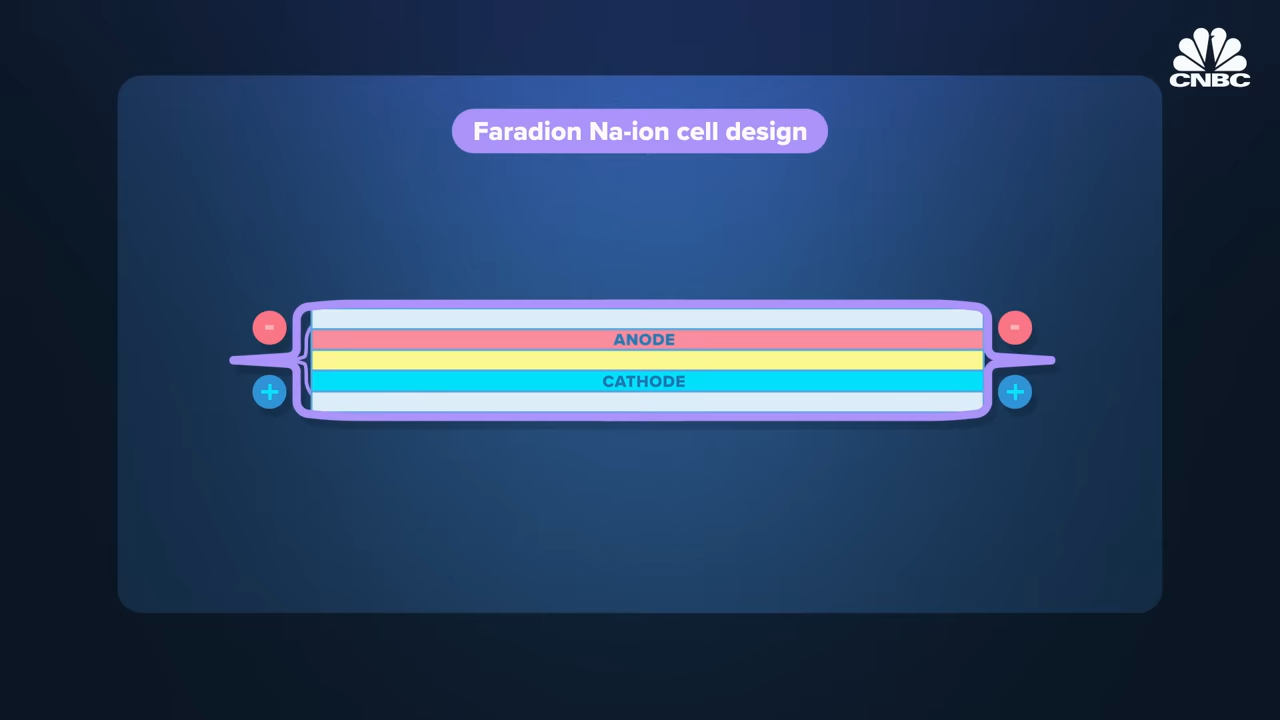 CNBC
Faradion Na-ion cell design
-
-
ANODE
CATHODE
+
+